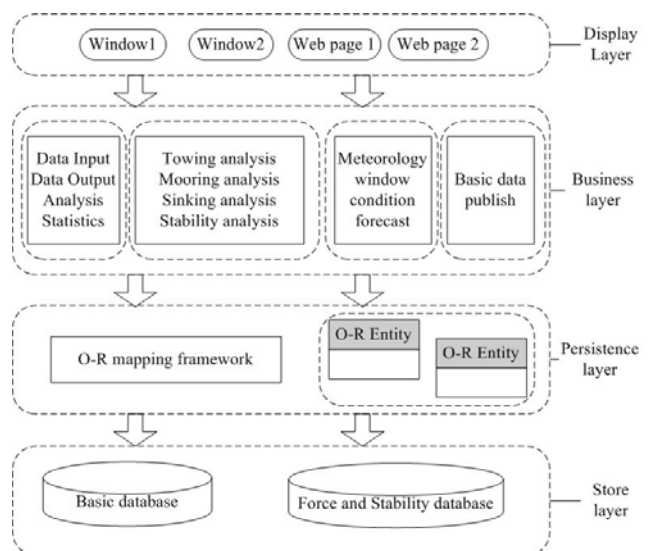 Window1
Window2
Web page 1
Web page 2
Display
Layer
Data Input
Data Output
Analysis
Statistics
Towing analysis
Mooring analysis
Sinking analysis
Stability analysis
Meteorology
window
condition
forecast
Basic data
publish
Business
layer
O-R mapping framework
O-R Entity
O-R Entity
Persistence
layer
Basic database
Force and Stability database
Store
layer